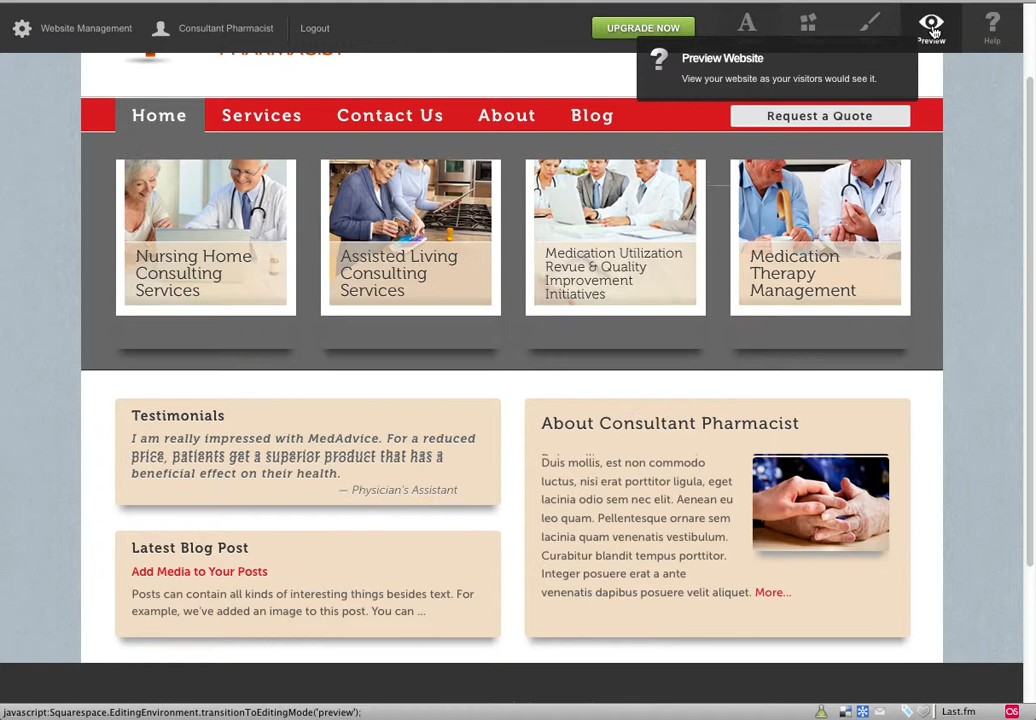 Website Management
Consultant Pharmacist
Logout
UPGRADE NOW
Preview
Help
Preview Website
View your website as your visitors would see it.
Home
Services
Contact Us
About
Blog
Request a Quote
Nursing Home
Consulting
Services
Assisted Living
Consulting
Services
Medication Utilization
Revue & Quality
Improvement
Initiatives
Medication
Therapy
Management
Testimonials
I am really impressed with MedAdvice. For a reduced
price, patients get a superior product that has a
beneficial effect on their health.
— Physician's Assistant
Latest Blog Post
Add Media to Your Posts
Posts can contain all kinds of interesting things besides text. For
example, we've added an image to this post. You can ...
About Consultant Pharmacist
Duis mollis, est non commodo
luctus, nisi erat porttitor ligula, eget
lacinia odio sem nec elit. Aenean eu
leo quam. Pellentesque ornare sem
lacinia quam venenatis vestibulum.
Curabitur blandit tempus porttitor.
Integer posuere erat a ante
venenatis dapibus posuere velit aliquet. More...
javascript:Squarespace.EditingEnvironment.transitionToEditingMode('preview');
Last.fm